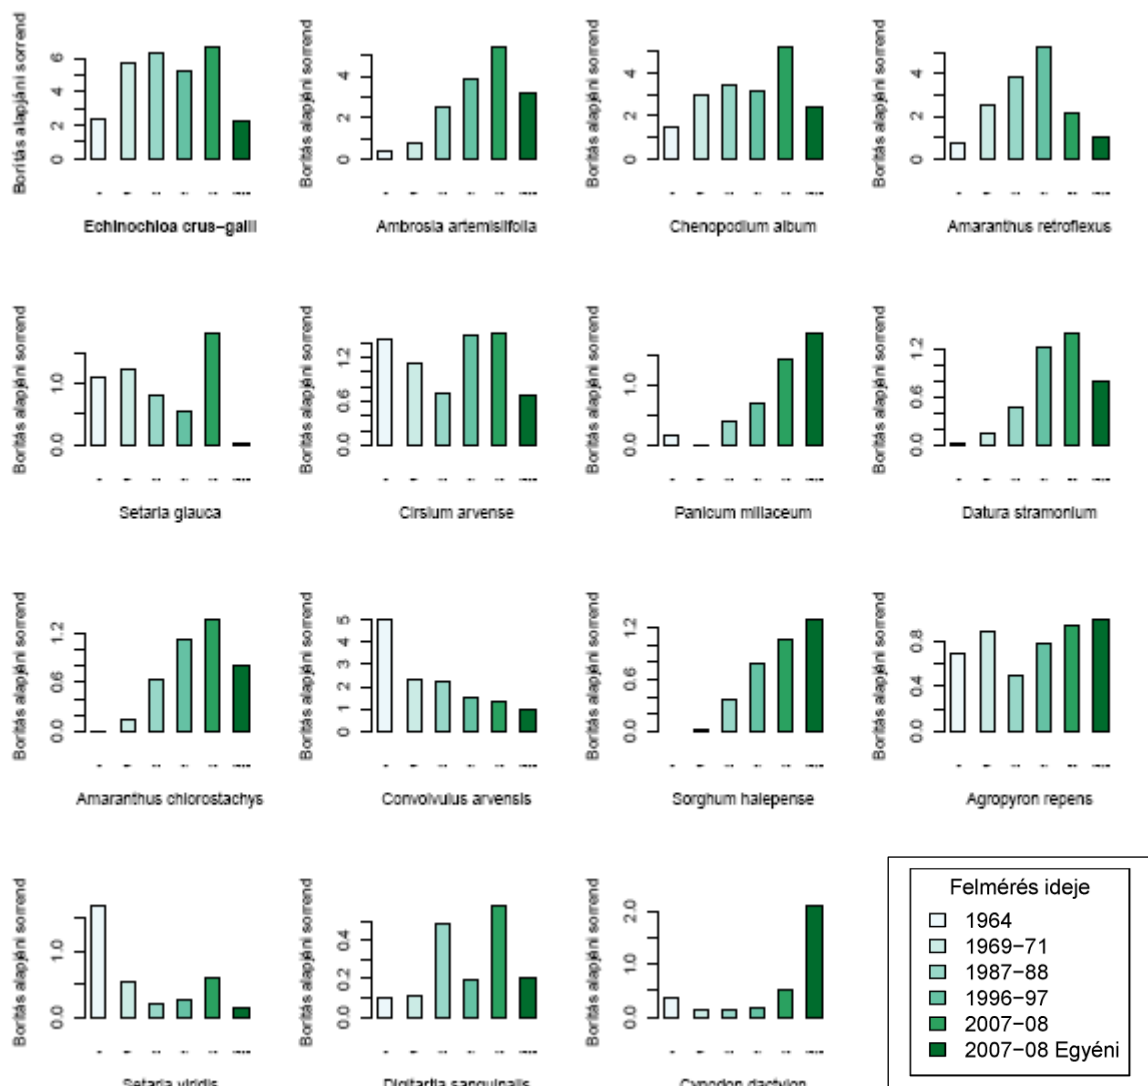 Borítás alapjáni sorrend
0 2 4 6
Echinochloa crus−galli
Borítás alapjáni sorrend
0 2 4
Ambrosia artemisiifolia
Borítás alapjáni sorrend
0 2 4
Chenopodium album
Borítás alapjáni sorrend
0 2 4
Amaranthus retroflexus
Borítás alapjáni sorrend
0.0 1.0
Setaria glauca
Borítás alapjáni sorrend
0.0 0.6 1.2
Cirsium arvense
Borítás alapjáni sorrend
0.0 1.0
Panicum miliaceum
Borítás alapjáni sorrend
0.0 0.6 1.2
Datura stramonium
Borítás alapjáni sorrend
0.0 0.6 1.2
Amaranthus chlorostachys
Borítás alapjáni sorrend
0 1 2 3 4 5
Convolvulus arvensis
Borítás alapjáni sorrend
0.0 0.6 1.2
Sorghum halepense
Borítás alapjáni sorrend
0.0 0.4 0.8
Agropyron repens
Borítás alapjáni sorrend
0.0 1.0
Setaria viridis
Borítás alapjáni sorrend
0.0 0.2 0.4
Digitartia sanguinalis
Borítás alapjáni sorrend
0.0 1.0 2.0
Cynodon dactylon
Felmérés ideje
1964
1969−71
1987−88
1996−97
2007−08
2007−08 Egyéni